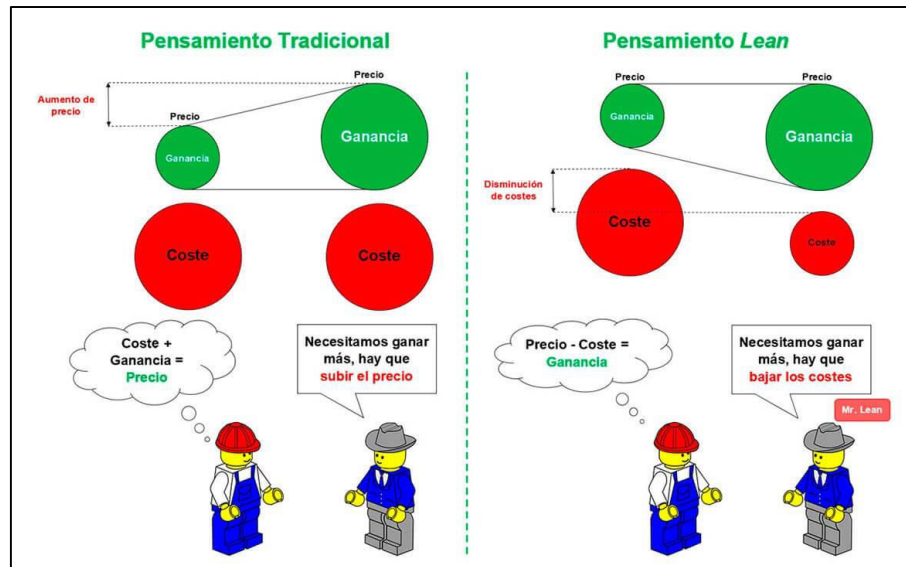 Pensamiento Tradicional
Precio
Aumento de
precio
Precio
Ganancia
Ganancia
Coste
Coste
Coste +
Ganancia =
Precio
Necesitamos ganar
más, hay que
subir el precio
Pensamiento Lean
Precio
Precio
Ganancia
Ganancia
Disminución
de costes
Coste
Coste
Precio - Coste =
Ganancia
Necesitamos ganar
más, hay que
bajar los costes
Mr. Lean